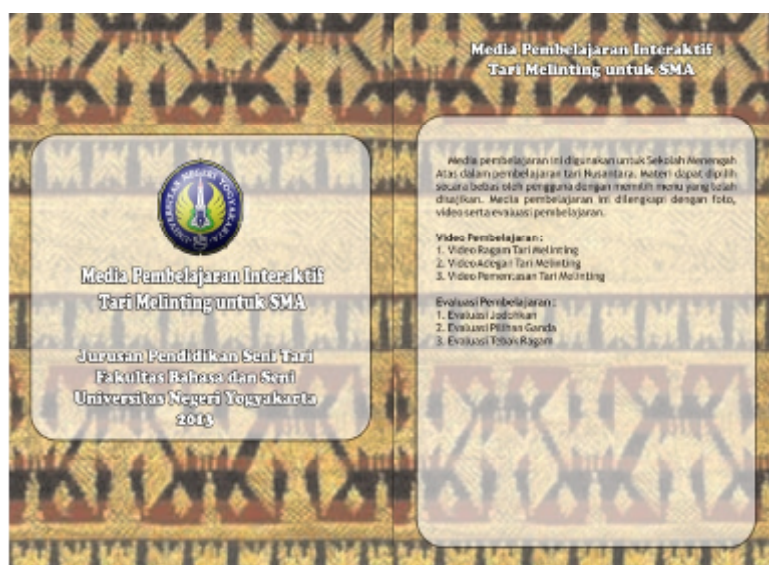 UNIVERSITAS NEGERI YOGYAKARTA
Media Pembelajaran Interaktif
Tari Melinting untuk SMA
Jurusan Pendidikan Seni Tari
Fakultas Bahasa dan Seni
Universitas Negeri Yogyakarta
2013
Media Pembelajaran Interaktif
Tari Melinting untuk SMA
Media pembelajaran ini digunakan untuk Sekolah Menengah
Atas dalam pembelajaran tari Nusantara. Materi dapat dipilih
secara bebas oleh pengguna dengan memilih menu yang telah
disajikan. Media pembelajaran ini dilengkapi dengan foto,
video serta evaluasi pembelajaran.
Video Pembelajaran :
1. Video Ragam Tari Melinting
2. Video Adegan Tari Melinting
3. Video Pementasan Tari Melinting
Evaluasi Pembelajaran :
1. Evaluasi Jodohkan
2. Evaluasi Pilihan Ganda
3. Evaluasi Tebak Ragam